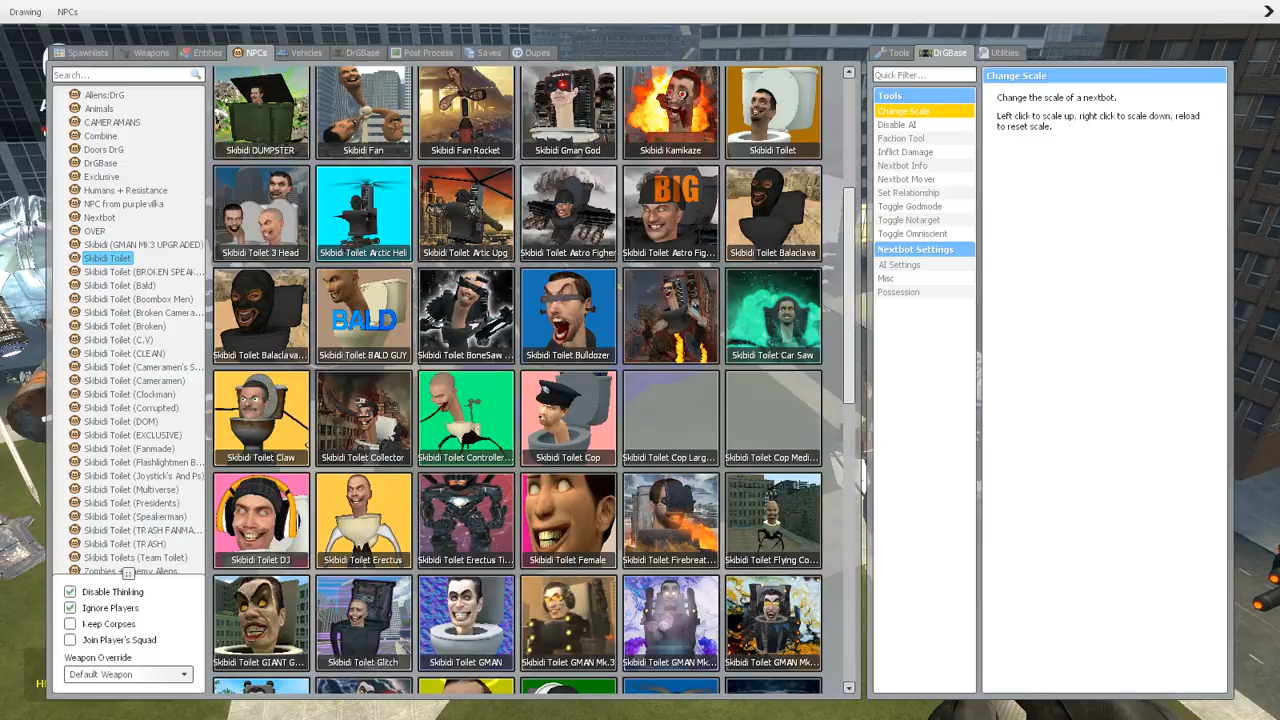 Drawing NPCs
Spawnlists Weapons Entities NPCs Vehicles DrGBase Post Process Saves Dupes
Tools DrGBase Utilities
Search...
Aliens:DrG
Animals
CAMERAMANS
Combine
Doors DrG
DrGBase
Exclusive
Humans + Resistance
NPC from purplevilka
Nextbot
OVER
Skibidi (GMAN Mk.3 UPGRADED)
Skibidi Toilet
Skibidi Toilet (BROKEN SPEAK...
Skibidi Toilet (Bald)
Skibidi Toilet (Boombox Men)
Skibidi Toilet (Broken Camera...
Skibidi Toilet (Broken)
Skibidi Toilet (C.V)
Skibidi Toilet (CLEAN)
Skibidi Toilet (Cameramen's S...
Skibidi Toilet (Cameramen)
Skibidi Toilet (Clockman)
Skibidi Toilet (Corrupted)
Skibidi Toilet (DOM)
Skibidi Toilet (EXCLUSIVE)
Skibidi Toilet (Fanmade)
Skibidi Toilet (Flashlightmen B...
Skibidi Toilet (Joystick's And Ps)
Skibidi Toilet (Multiverse)
Skibidi Toilet (Presidents)
Skibidi Toilet (Speakerman)
Skibidi Toilet (TRASH FANMA...
Skibidi Toilet (TRASH)
Skibidi Toilets (Team Toilet)
Disable Thinking
Ignore Players
Keep Corpses
Join Player's Squad
Weapon Override
Default Weapon
Skibidi DUMPSTER Skibidi Fan Skibidi Fan Rocket Skibidi Gman God Skibidi Kamikaze Skibidi Toilet
BIG
Skibidi Toilet 3 Head Skibidi Toilet Arctic Heli Skibidi Toilet Artic Upg Skibidi Toilet Astro Figher Skibidi Toilet Astro Fig... Skibidi Toilet Balaclava
BALD
Skibidi Toilet Balaclava... Skibidi Toilet BALD GUY Skibidi Toilet BoneSaw ... Skibidi Toilet Bulldozer Skibidi Toilet Car Saw
Skibidi Toilet Claw Skibidi Toilet Collector Skibidi Toilet Controller... Skibidi Toilet Cop Skibidi Toilet Cop Larg... Skibidi Toilet Cop Medi...
Skibidi Toilet DJ Skibidi Toilet Erectus Skibidi Toilet Erectus Ti... Skibidi Toilet Female Skibidi Toilet Firebreat... Skibidi Toilet Flying Co...
Skibidi Toilet GIANT G... Skibidi Toilet Glitch Skibidi Toilet GMAN Skibidi Toilet GMAN Mk.3 Skibidi Toilet GMAN Mk... Skibidi Toilet GMAN Mk...
Quick Filter...
Tools
Change Scale
Disable AI
Faction Tool
Inflict Damage
Nextbot Info
Nextbot Mover
Set Relationship
Toggle Godmode
Toggle Notarget
Toggle Omniscient
Nextbot Settings
AI Settings
Misc
Possession
Change Scale
Change the scale of a nextbot.
Left click to scale up, right click to scale down, reload
to reset scale.